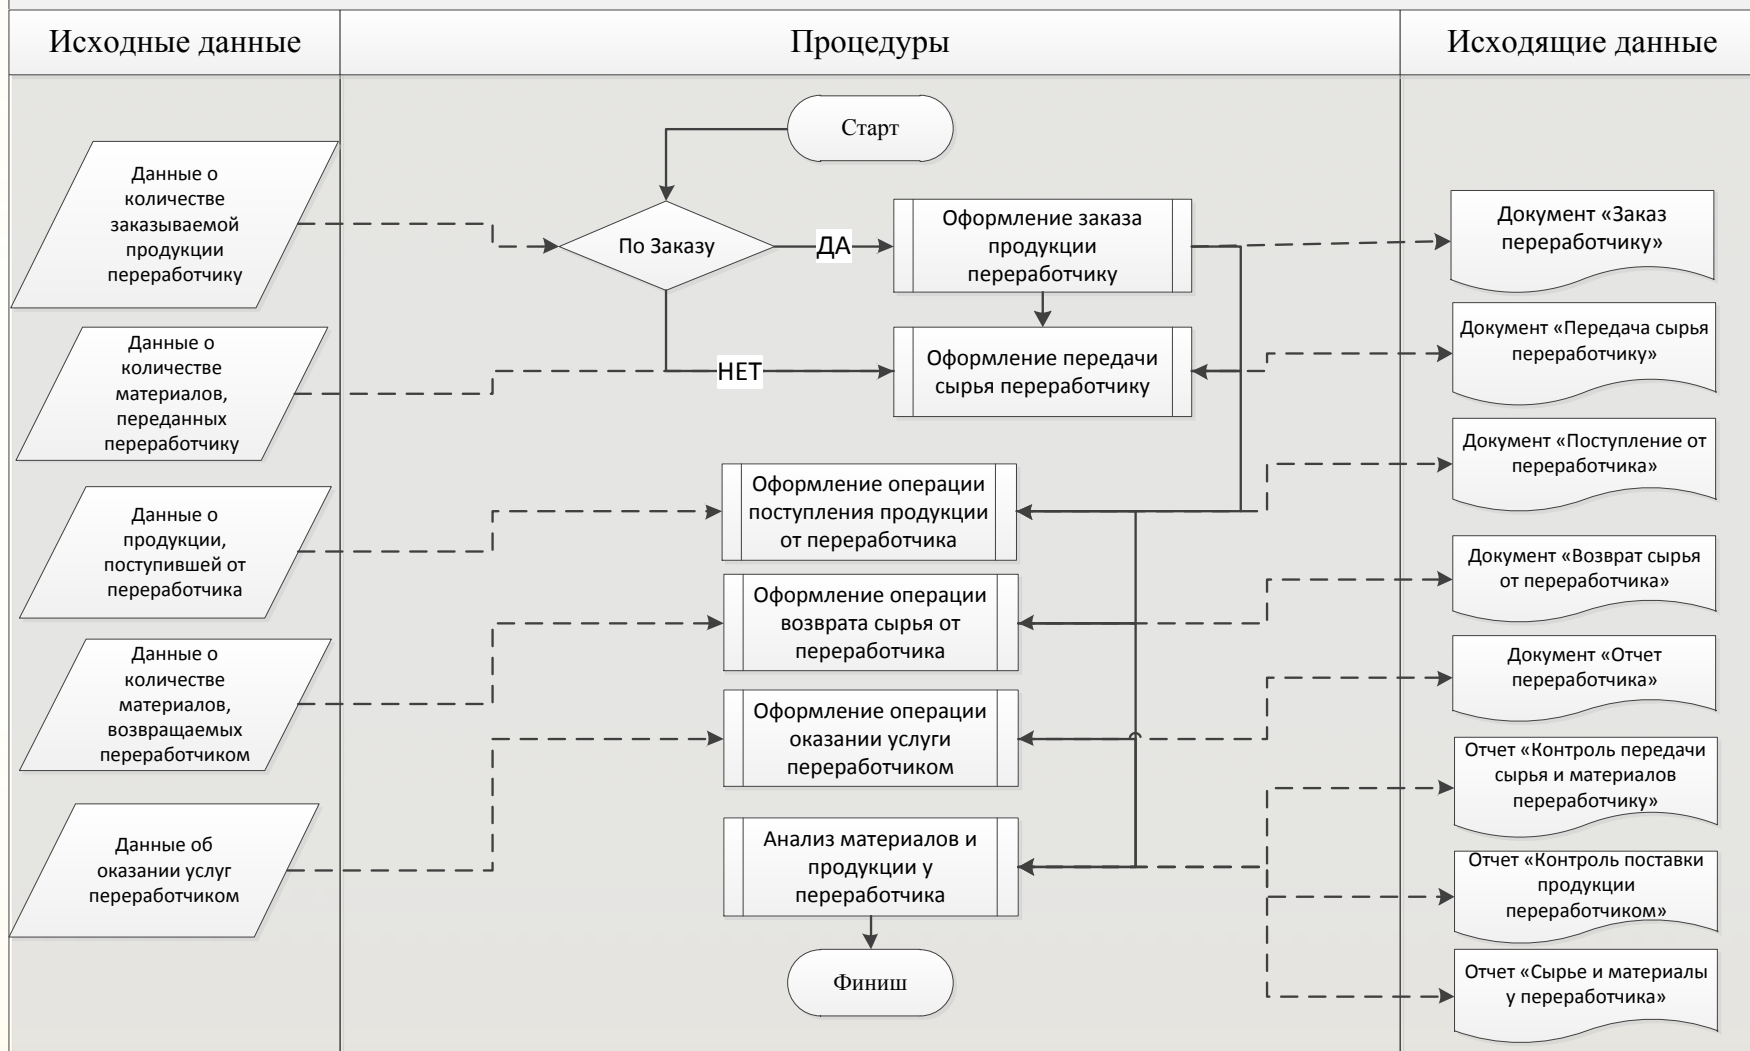 Исходные данные
Процедуры
Исходящие данные
Старт
Данные о
количестве
заказываемой
продукции
переработчику
По Заказу
ДА
Оформление заказа
продукции
переработчику
Документ «Заказ
переработчику»
Данные о
количестве
материалов,
переданных
переработчику
НЕТ
Оформление передачи
сырья переработчику
Документ «Передача сырья
переработчику»
Данные о
продукции,
поступившей от
переработчика
Оформление операции
поступления продукции
от переработчика
Документ «Поступление от
переработчика»
Данные о
количестве
материалов,
возвращаемых
переработчиком
Оформление операции
возврата сырья от
переработчика
Документ «Возврат сырья
от переработчика»
Оформление операции
оказании услуги
переработчиком
Документ «Отчет
переработчика»
Данные об
оказании услуг
переработчиком
Анализ материалов и
продукции у
переработчика
Отчет «Контроль передачи
сырья и материалов
переработчику»
Отчет «Контроль поставки
продукции
переработчиком»
Финиш
Отчет «Сырье и материалы
у переработчика»